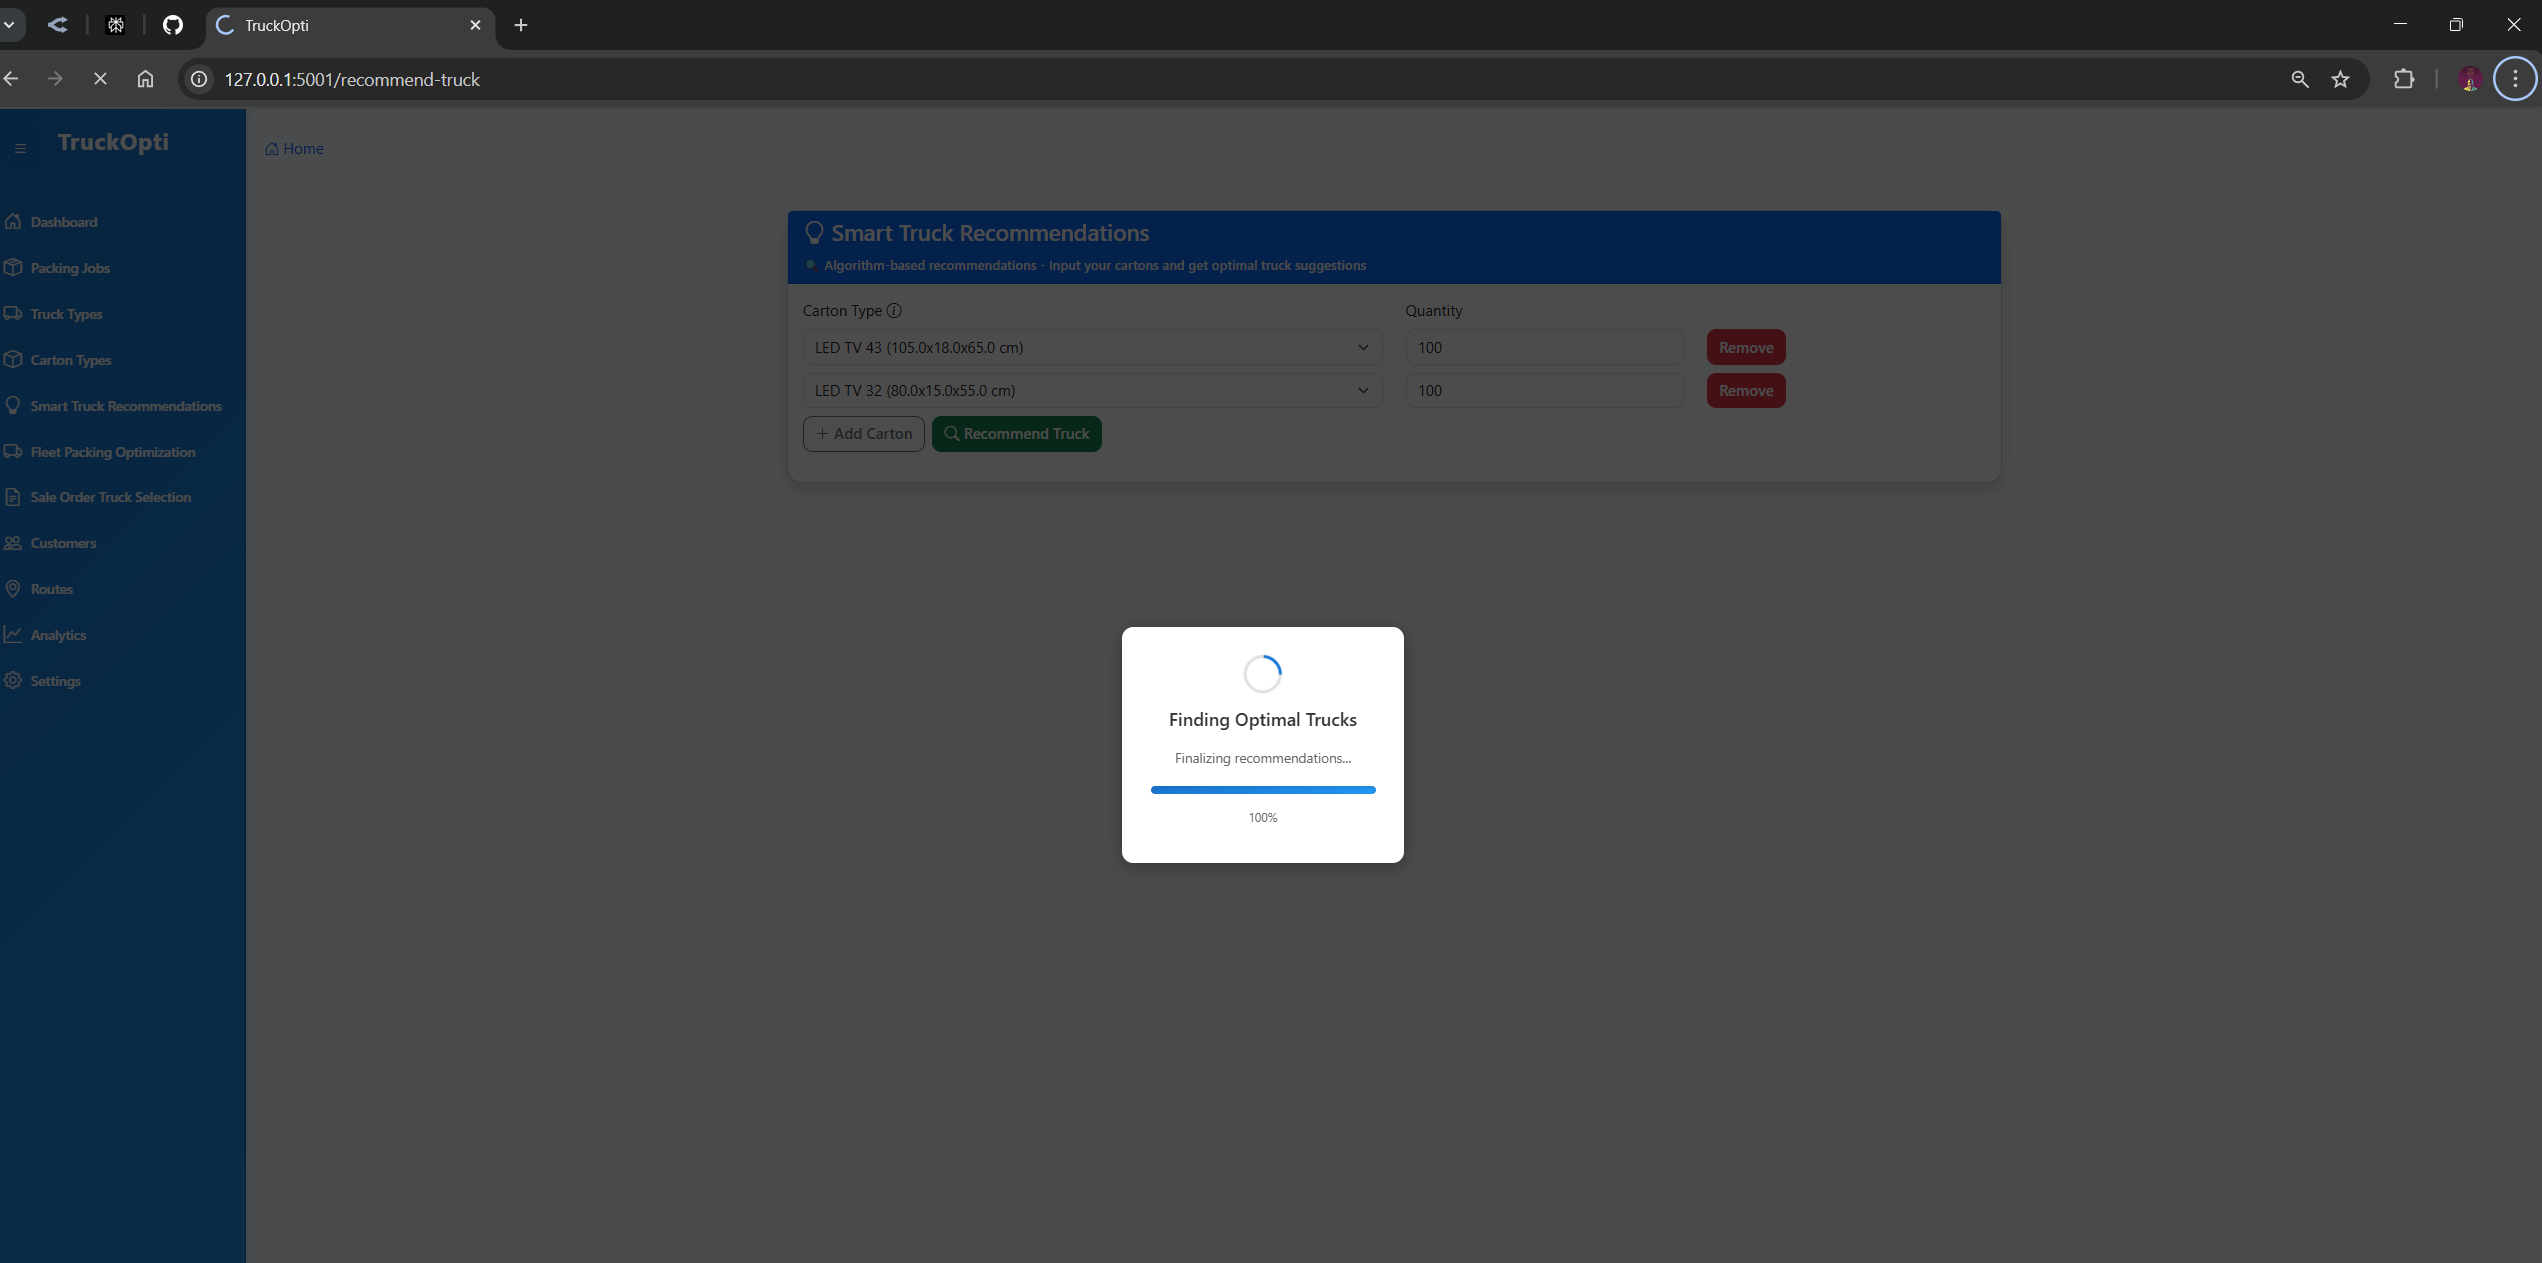 TruckOpti
127.0.0.1:5001/recommend-truck
TruckOpti
Home
Dashboard
Packing Jobs
Truck Types
Carton Types
Smart Truck Recommendations
Fleet Packing Optimization
Sale Order Truck Selection
Customers
Routes
Analytics
Settings
Smart Truck Recommendations
Algorithm-based recommendations - Input your cartons and get optimal truck suggestions
Carton Type Quantity
LED TV 43 (105.0x18.0x65.0 cm) 100 Remove
LED TV 32 (80.0x15.0x55.0 cm) 100 Remove
+ Add Carton Recommend Truck
Finding Optimal Trucks
Finalizing recommendations...
100%